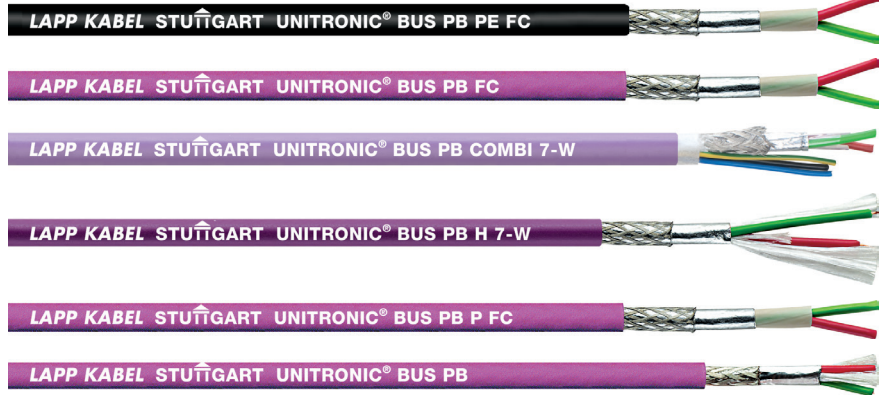 LAPP KABEL STUTTGART UNITRONIC® BUS PB PE FC
LAPP KABEL STUTTGART UNITRONIC® BUS PB FC
LAPP KABEL STUTTGART UNITRONIC® BUS PB COMBI 7-W
LAPP KABEL STUTTGART UNITRONIC® BUS PB H 7-W
LAPP KABEL STUTTGART UNITRONIC® BUS PB P FC
LAPP KABEL STUTTGART UNITRONIC® BUS PB